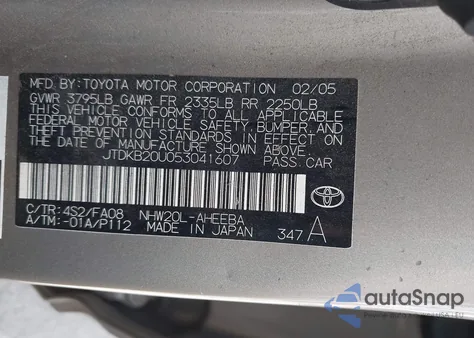 MFD. BY: TOYOTA MOTOR CORPORATION 02/05
GVWR 3795LB GAWR FR 2335LB RR 2250LB
THIS VEHICLE CONFORMS TO ALL APPLICABLE
FEDERAL MOTOR VEHICLE SAFETY, BUMPER, AND
THEFT PREVENTION STANDARDS IN EFFECT ON
THE DATE OF MANUFACTURE SHOWN ABOVE.
JTDKB20U053041607 PASS. CAR
C/TR: 4S2/FA08 NHW20L-AHEEBA
A/TM: -01A/P112 MADE IN JAPAN 347 A
autaSnap